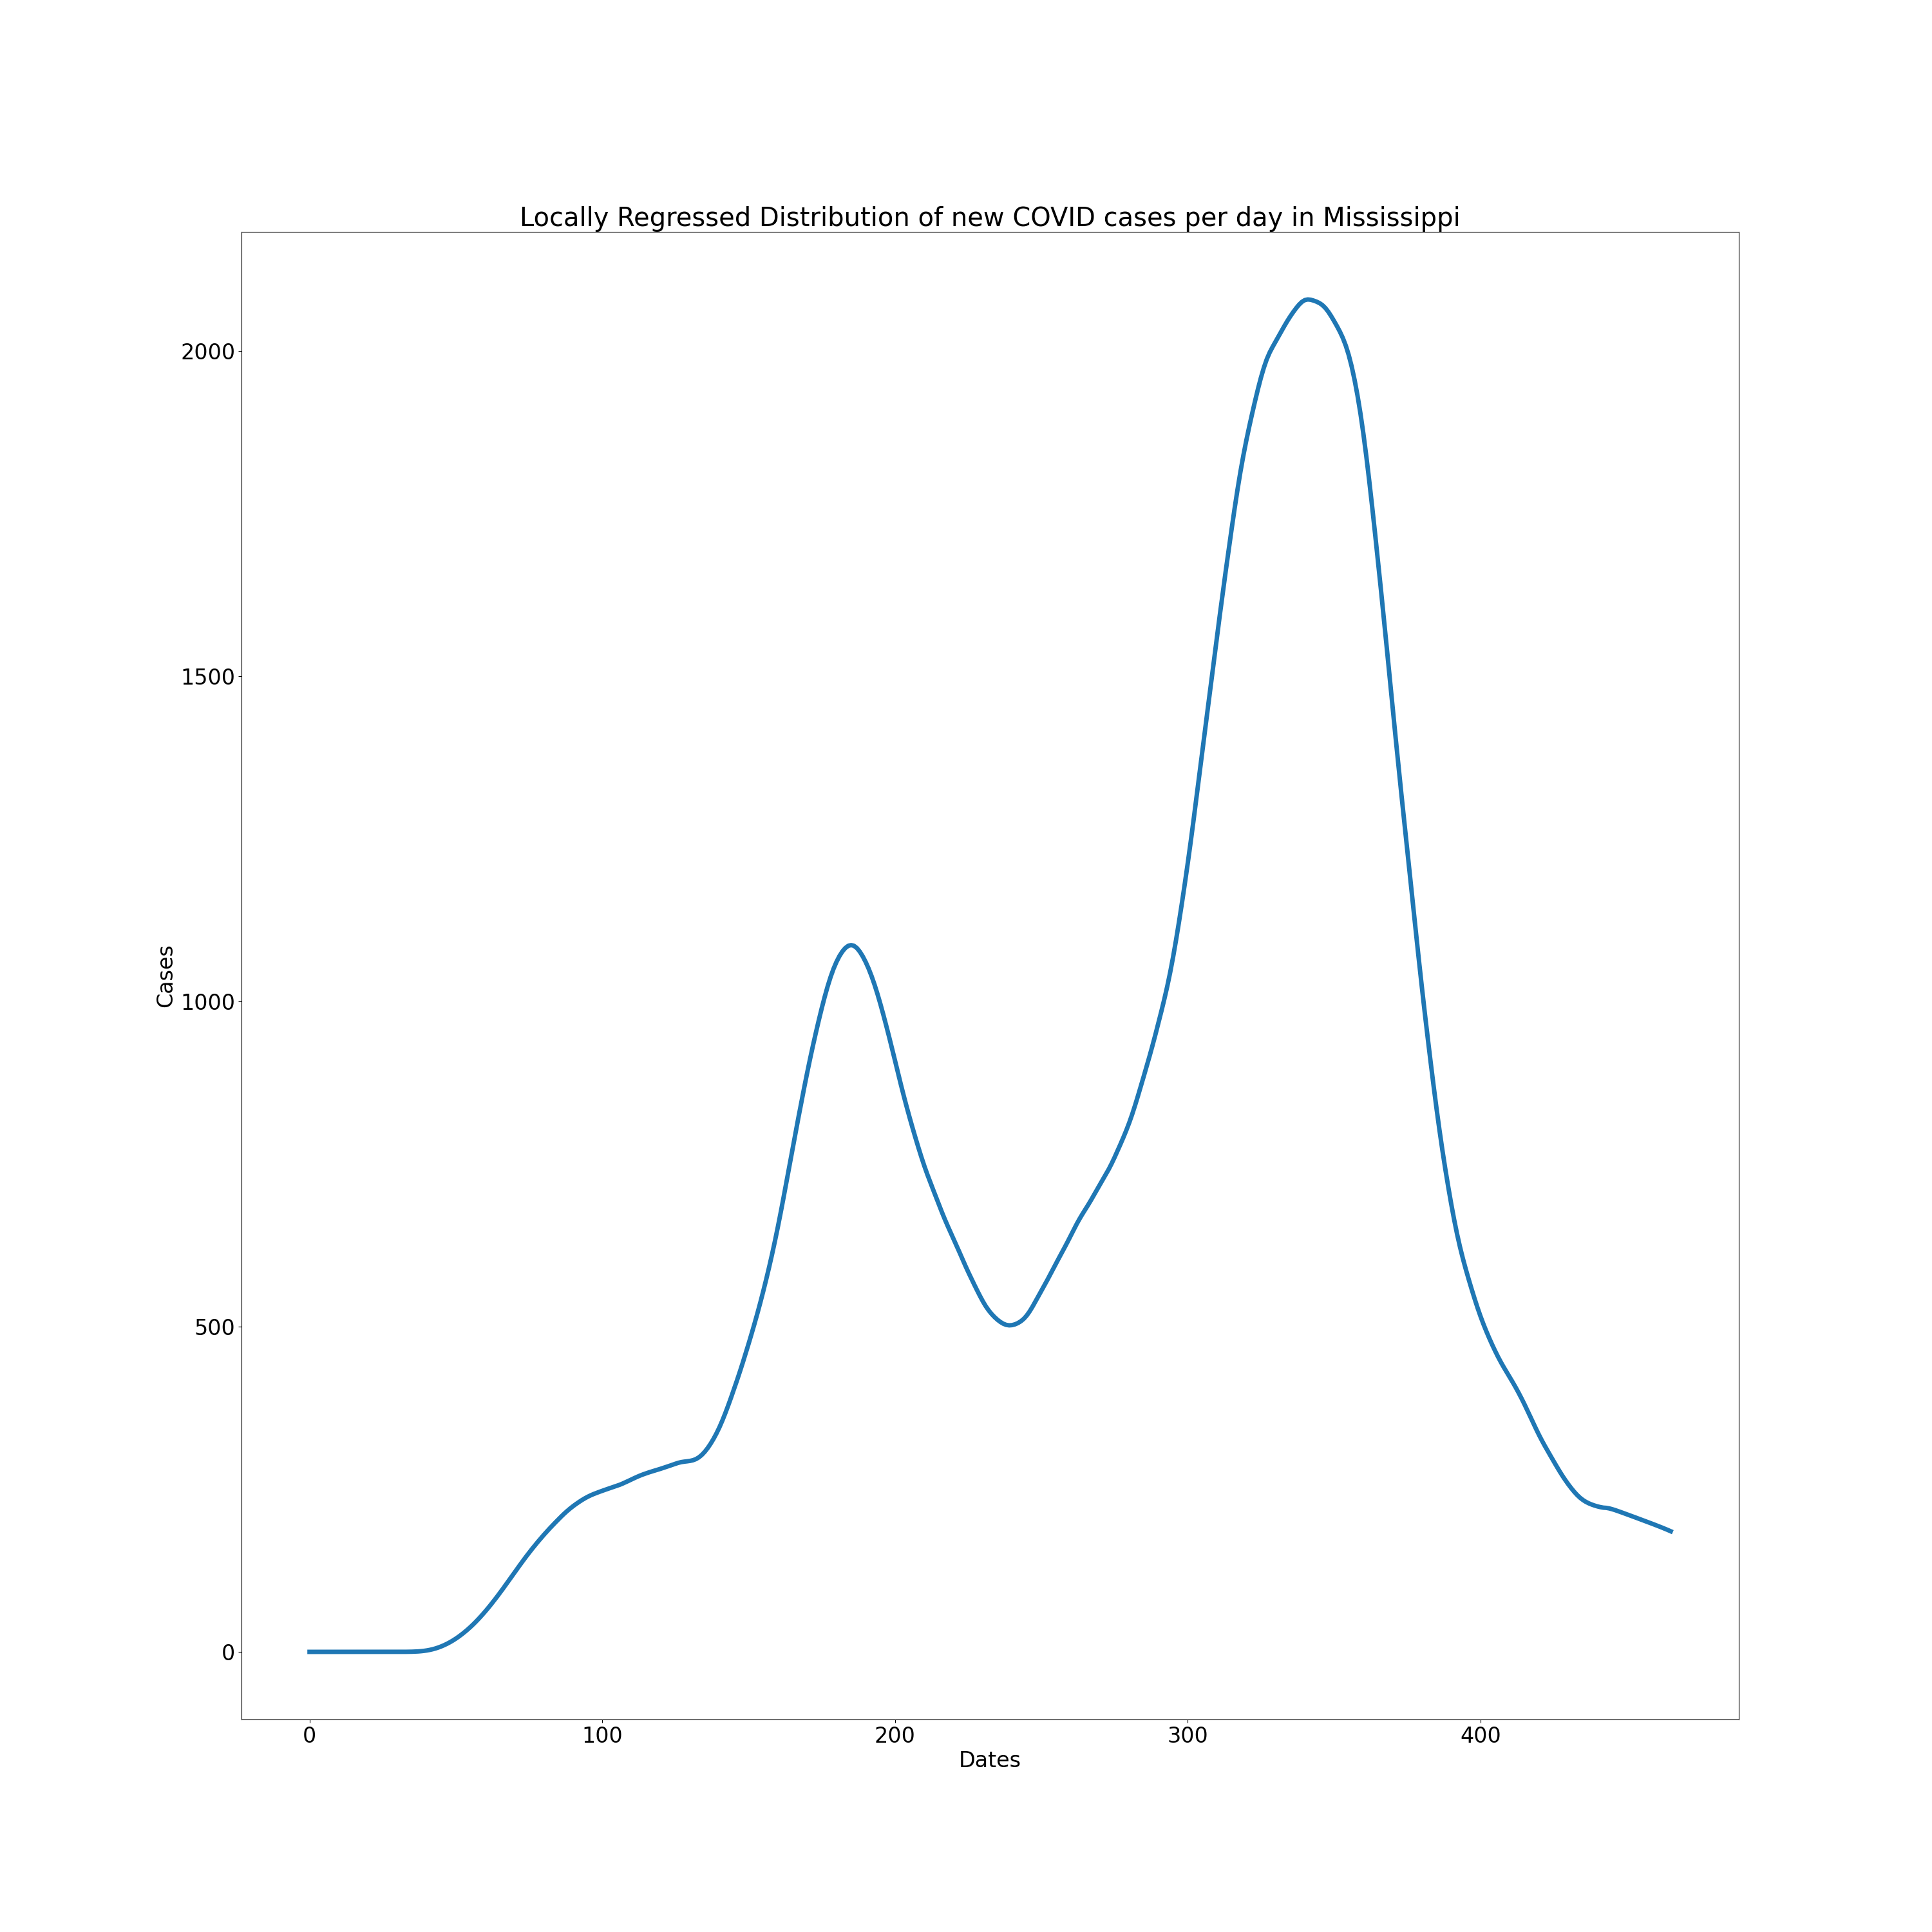 Locally Regressed Distribution of new COVID cases per day in Mississippi
2000
1500
1000
500
0
Cases
0 100 200 300 400
Dates